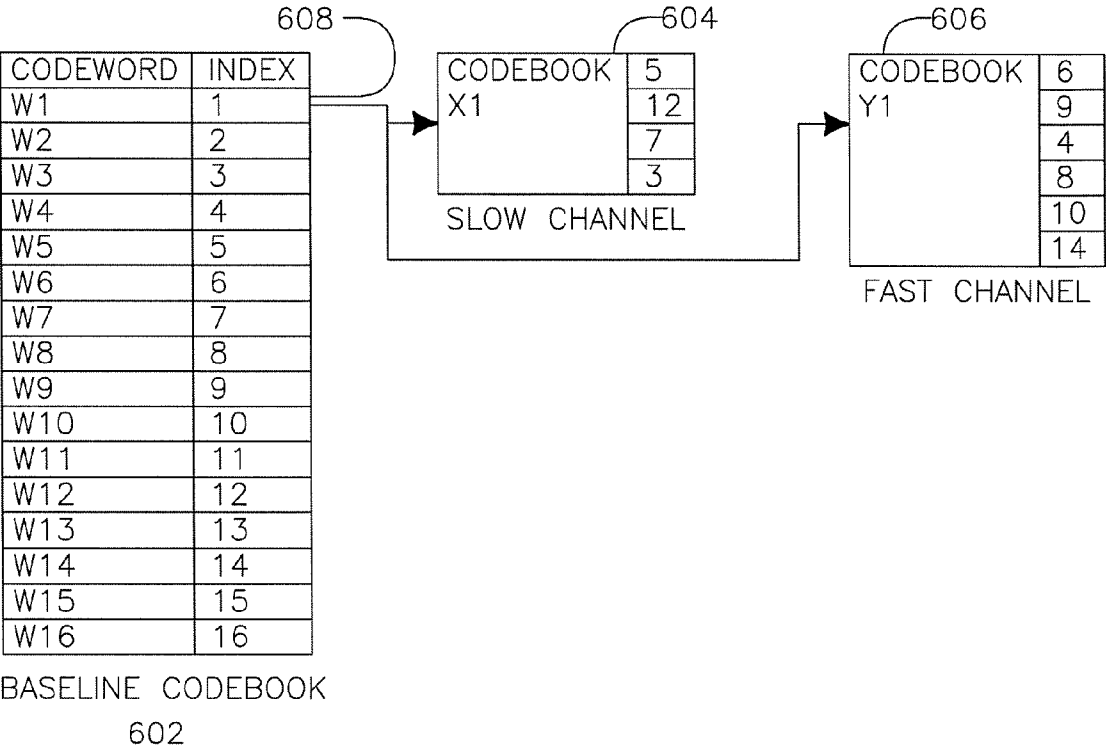 608
604
606
CODEWORD INDEX
W1 1
W2 2
W3 3
W4 4
W5 5
W6 6
W7 7
W8 8
W9 9
W10 10
W11 11
W12 12
W13 13
W14 14
W15 15
W16 16
BASELINE CODEBOOK
602
CODEBOOK 5
X1 12
7
3
SLOW CHANNEL
CODEBOOK 6
Y1 9
4
8
10
14
FAST CHANNEL